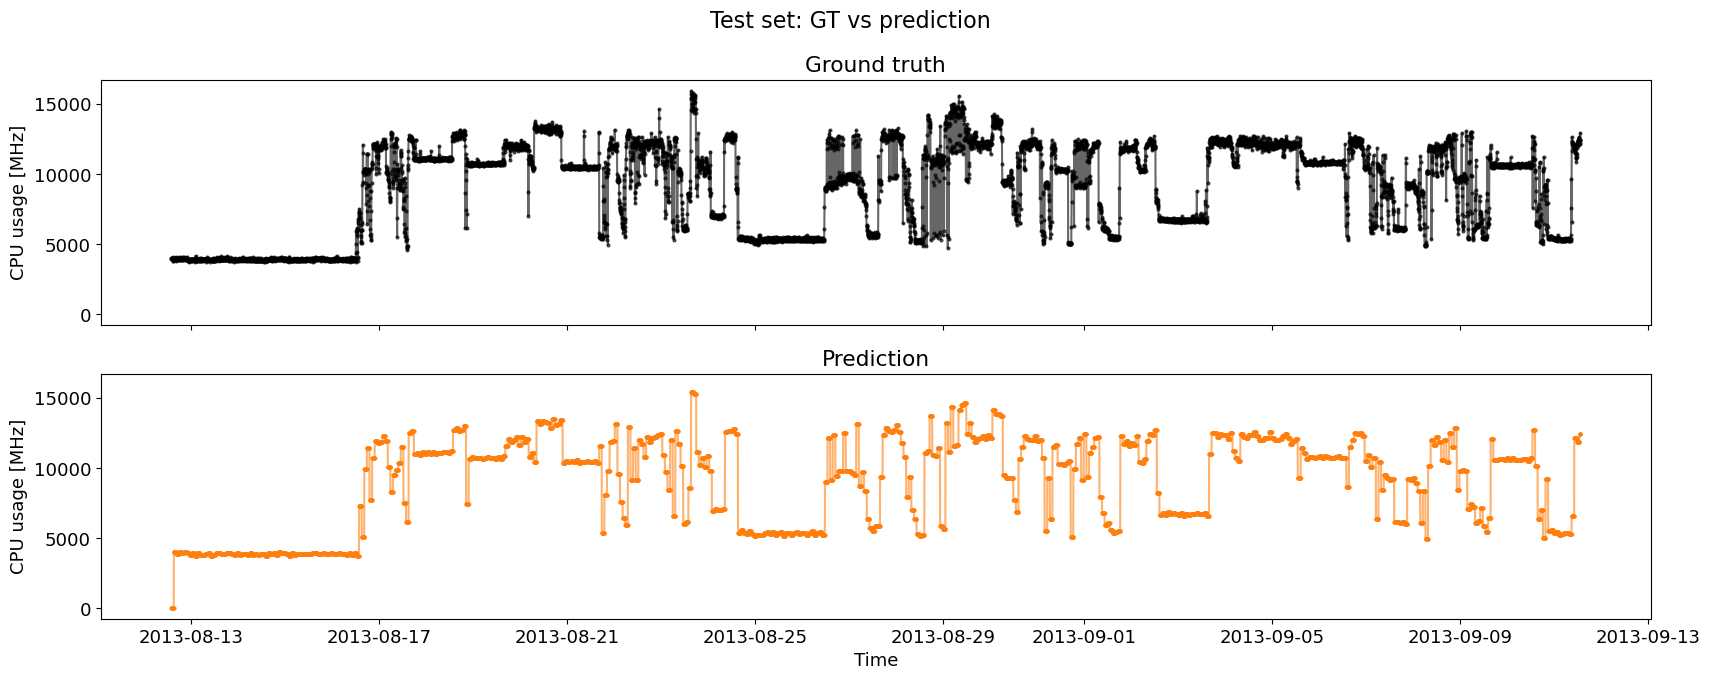 Test set: GT vs prediction
Ground truth
15000
10000
5000
0
CPU usage [MHz]
Prediction
15000
10000
5000
0
CPU usage [MHz]
2013-08-13 2013-08-17 2013-08-21 2013-08-25 2013-08-29 2013-09-01 2013-09-05 2013-09-09 2013-09-13
Time